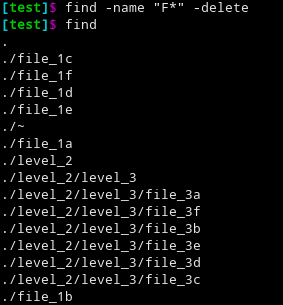 [test]$ find -name "F*" -delete
[test]$ find
.
./file_1c
./file_1f
./file_1d
./file_1e
./~
./file_1a
./level_2
./level_2/level_3
./level_2/level_3/file_3a
./level_2/level_3/file_3f
./level_2/level_3/file_3b
./level_2/level_3/file_3e
./level_2/level_3/file_3d
./level_2/level_3/file_3c
./file_1b